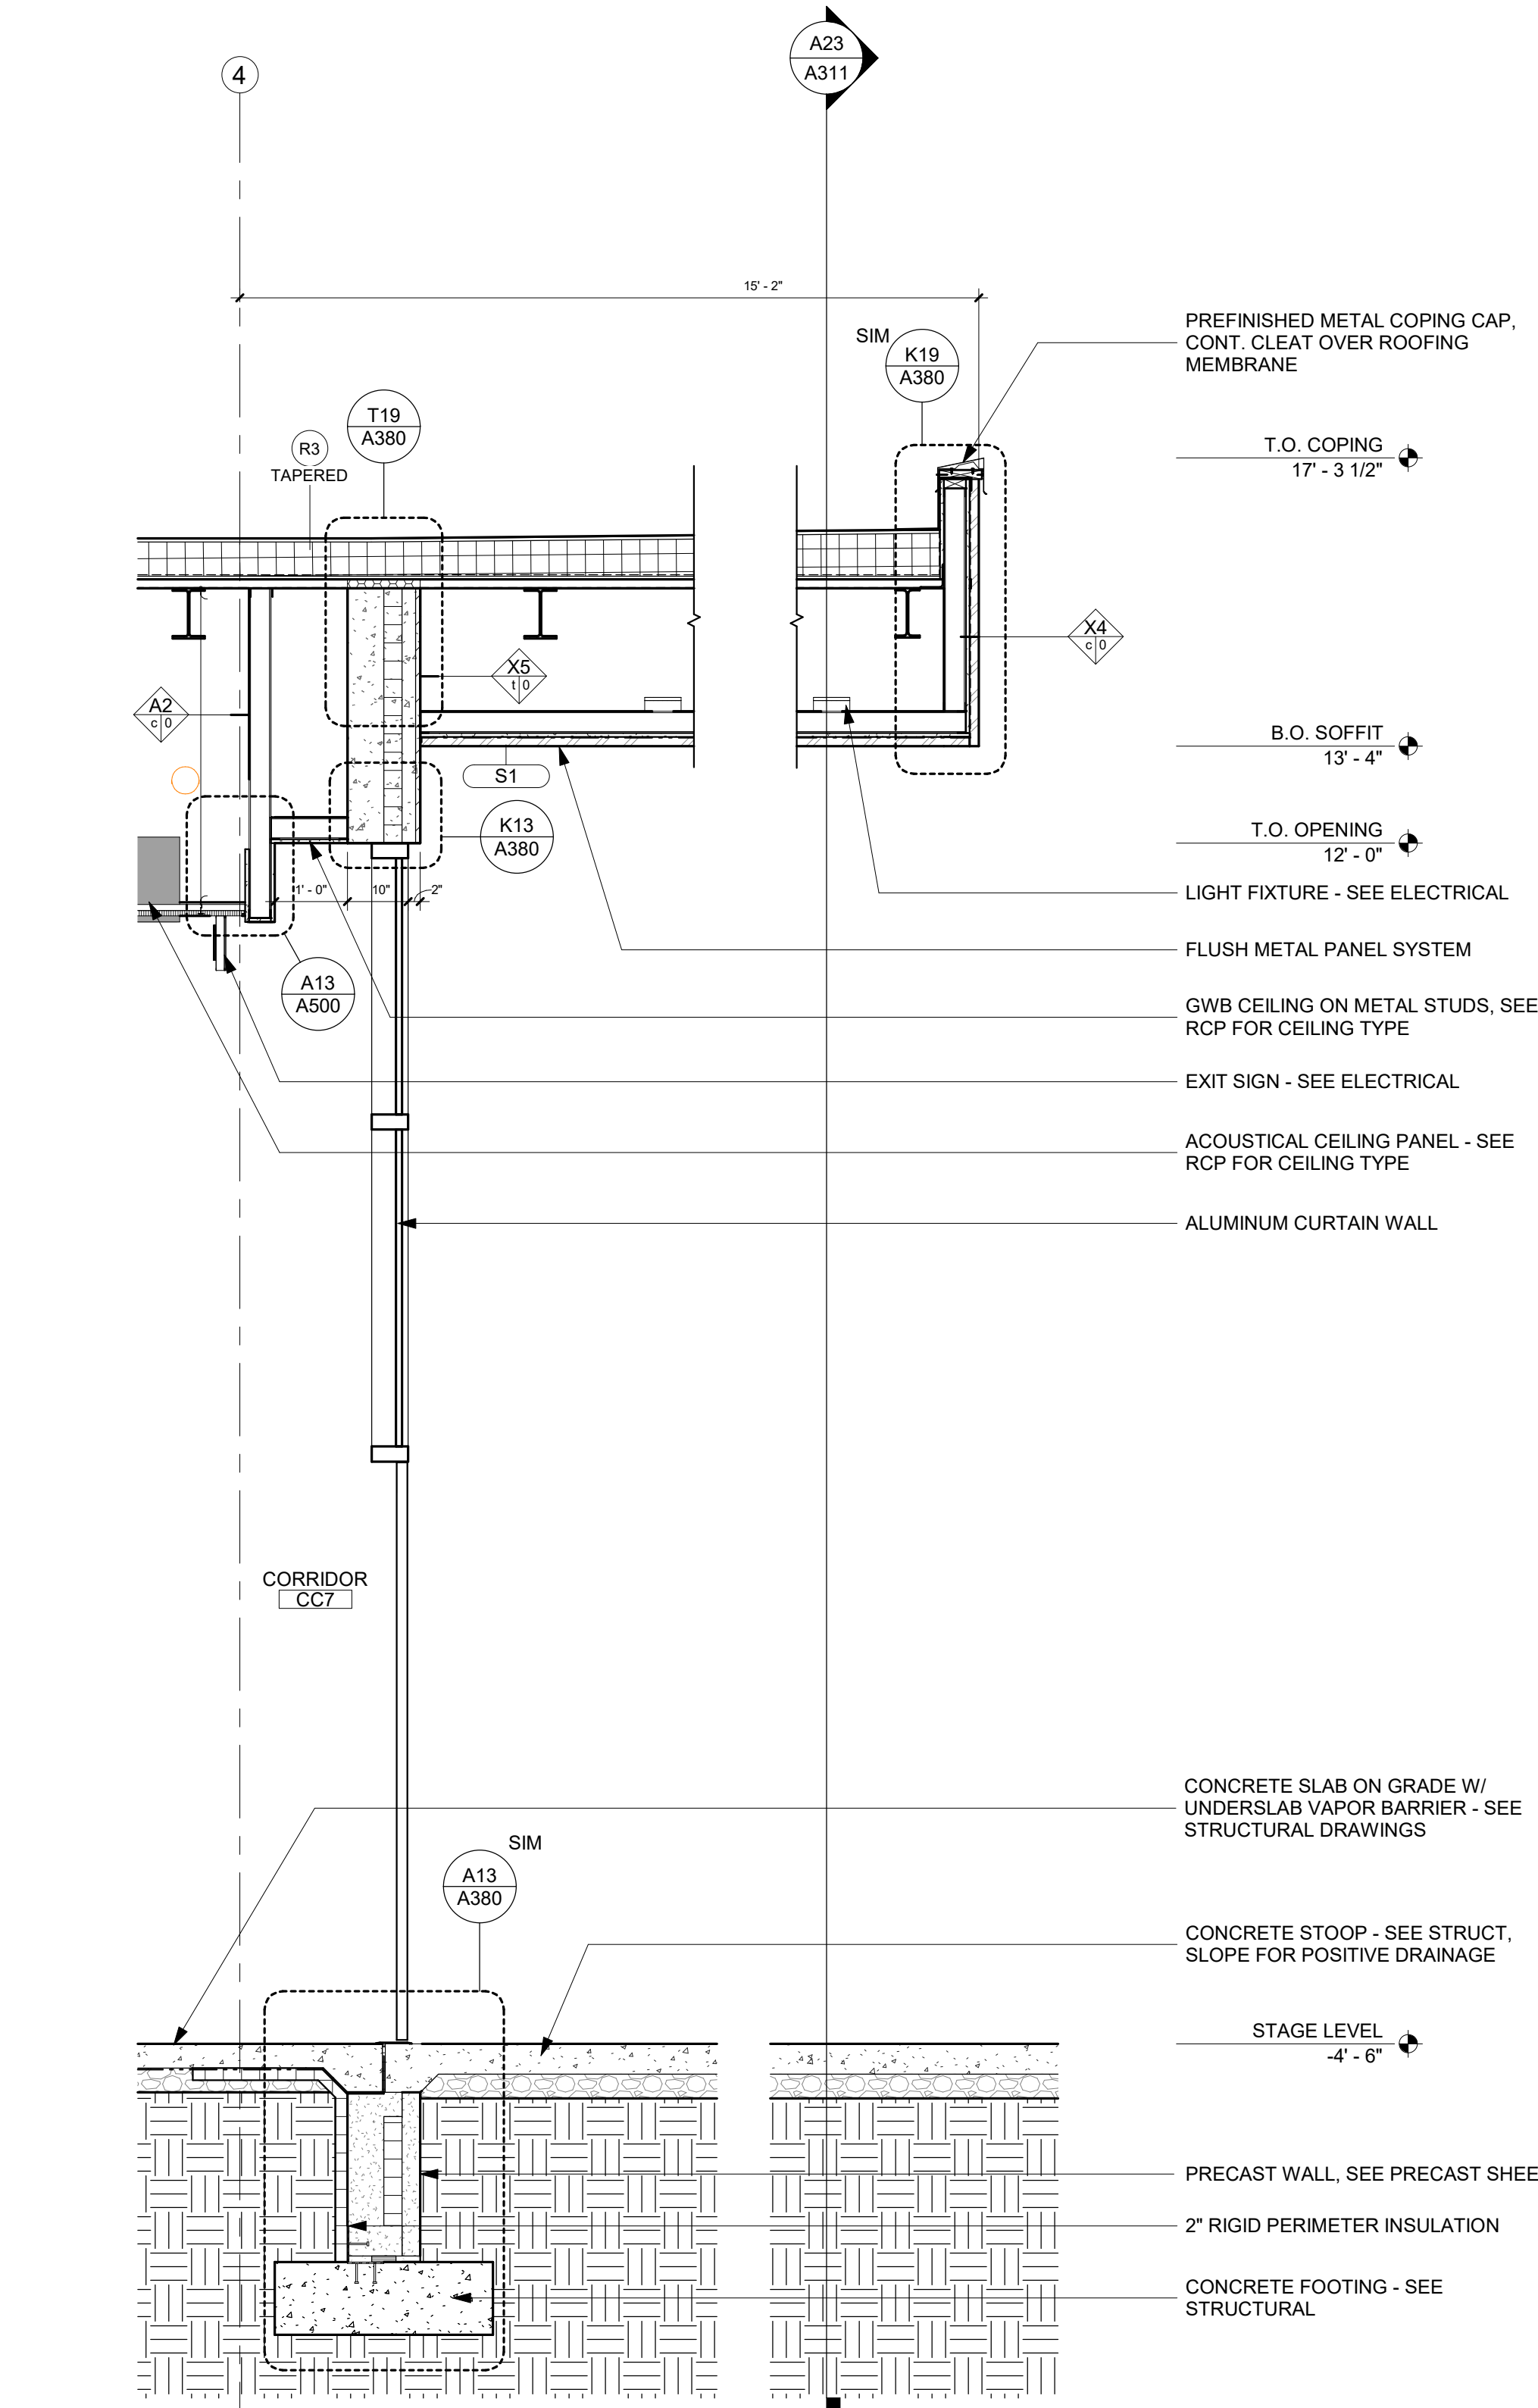 A23
A311
4
15' - 2"
SIM
K19
A380
PREFINISHED METAL COPING CAP,
CONT. CLEAT OVER ROOFING
MEMBRANE
T19
A380
R3
TAPERED
T.O. COPING
17' - 3 1/2"
X4
c 0
X5
t 0
A2
c 0
B.O. SOFFIT
13' - 4"
S1
K13
A380
T.O. OPENING
12' - 0"
1' - 0"
10"
2"
LIGHT FIXTURE - SEE ELECTRICAL
FLUSH METAL PANEL SYSTEM
A13
A500
GWB CEILING ON METAL STUDS, SEE
RCP FOR CEILING TYPE
EXIT SIGN - SEE ELECTRICAL
ACOUSTICAL CEILING PANEL - SEE
RCP FOR CEILING TYPE
ALUMINUM CURTAIN WALL
CORRIDOR
CC7
CONCRETE SLAB ON GRADE W/
UNDERSLAB VAPOR BARRIER - SEE
STRUCTURAL DRAWINGS
SIM
A13
A380
CONCRETE STOOP - SEE STRUCT,
SLOPE FOR POSITIVE DRAINAGE
STAGE LEVEL
-4' - 6"
PRECAST WALL, SEE PRECAST SHEE
2" RIGID PERIMETER INSULATION
CONCRETE FOOTING - SEE
STRUCTURAL